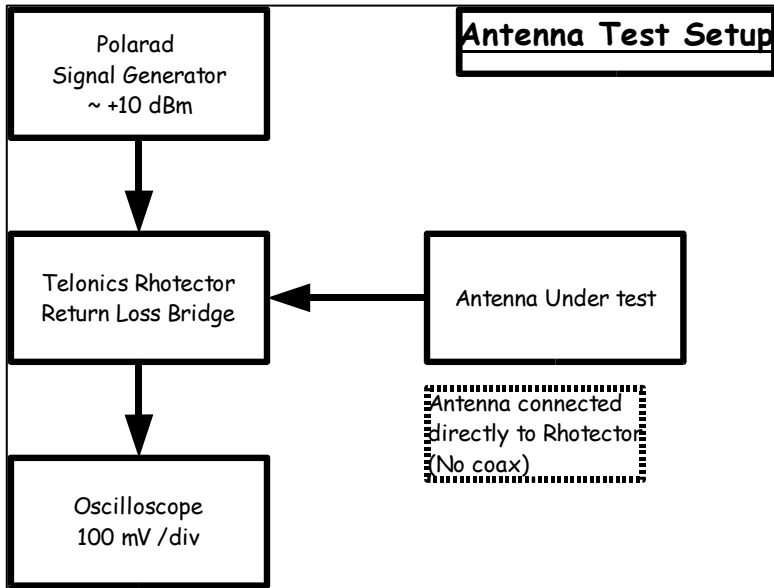 Polarad
Signal Generator
~ +10 dBm
Antenna Test Setup
Telonics Rhotector
Return Loss Bridge
Antenna Under test
Antenna connected
directly to Rhotector
(No coax)
Oscilloscope
100 mV /div